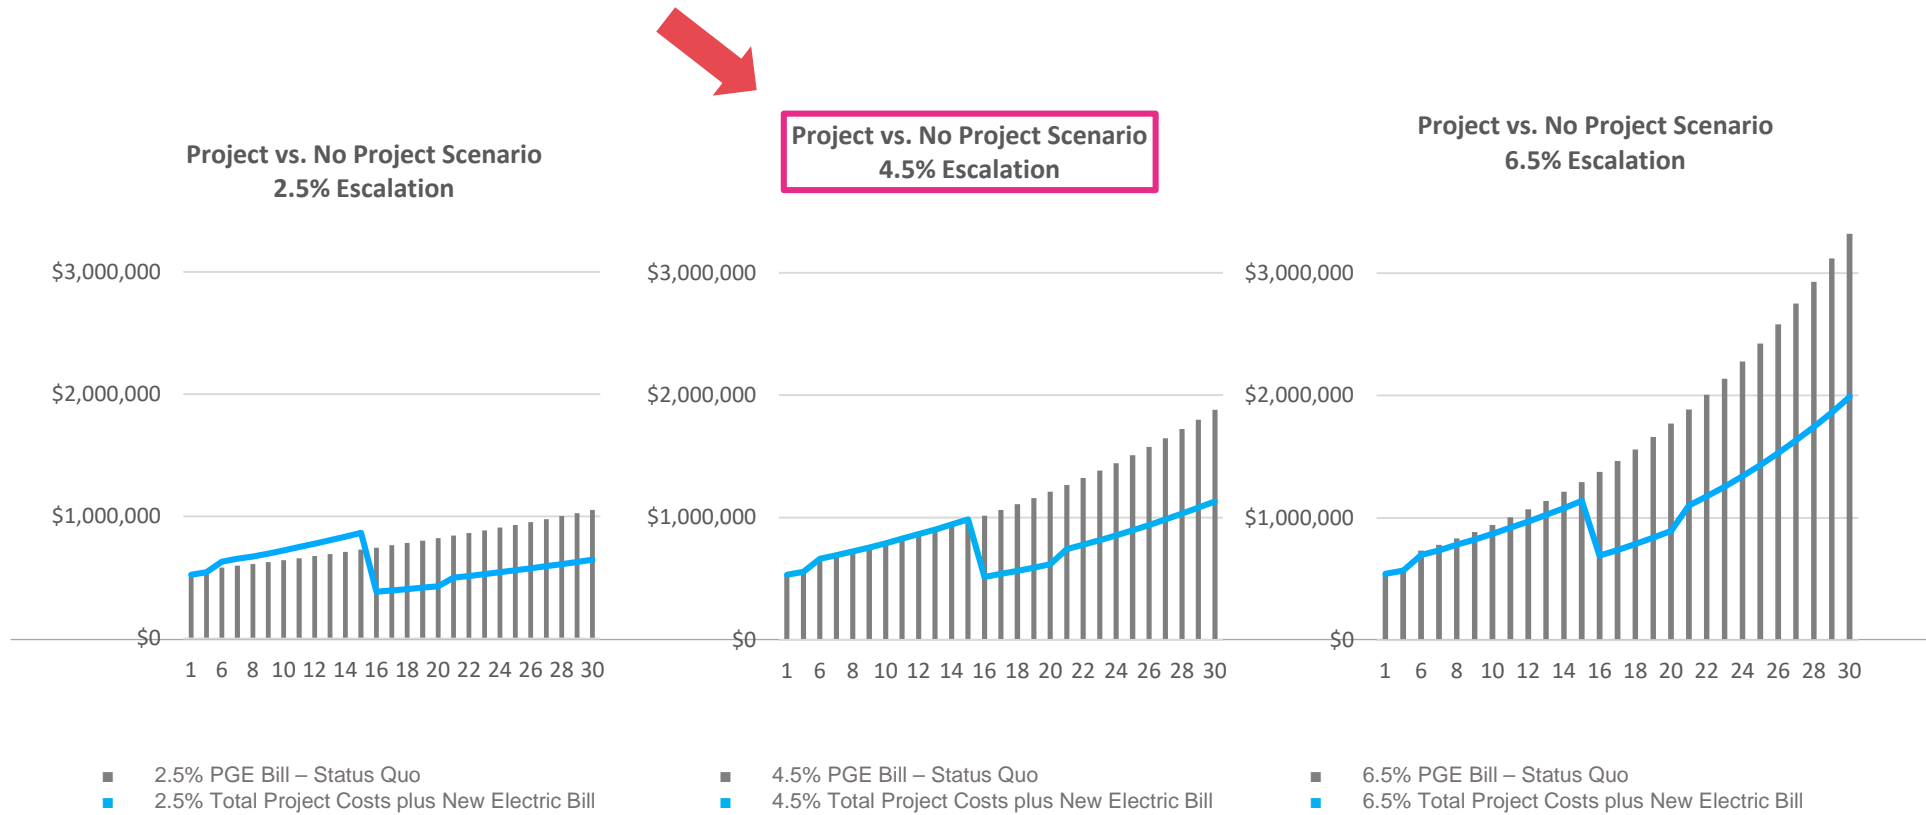 Project vs. No Project Scenario
2.5% Escalation
$3,000,000
$2,000,000
$1,000,000
$0
1 6 8 10 12 14 16 18 20 22 24 26 28 30
2.5% PGE Bill – Status Quo
2.5% Total Project Costs plus New Electric Bill
Project vs. No Project Scenario
4.5% Escalation
$3,000,000
$2,000,000
$1,000,000
$0
1 6 8 10 12 14 16 18 20 22 24 26 28 30
4.5% PGE Bill – Status Quo
4.5% Total Project Costs plus New Electric Bill
Project vs. No Project Scenario
6.5% Escalation
$3,000,000
$2,000,000
$1,000,000
$0
1 6 8 10 12 14 16 18 20 22 24 26 28 30
6.5% PGE Bill – Status Quo
6.5% Total Project Costs plus New Electric Bill